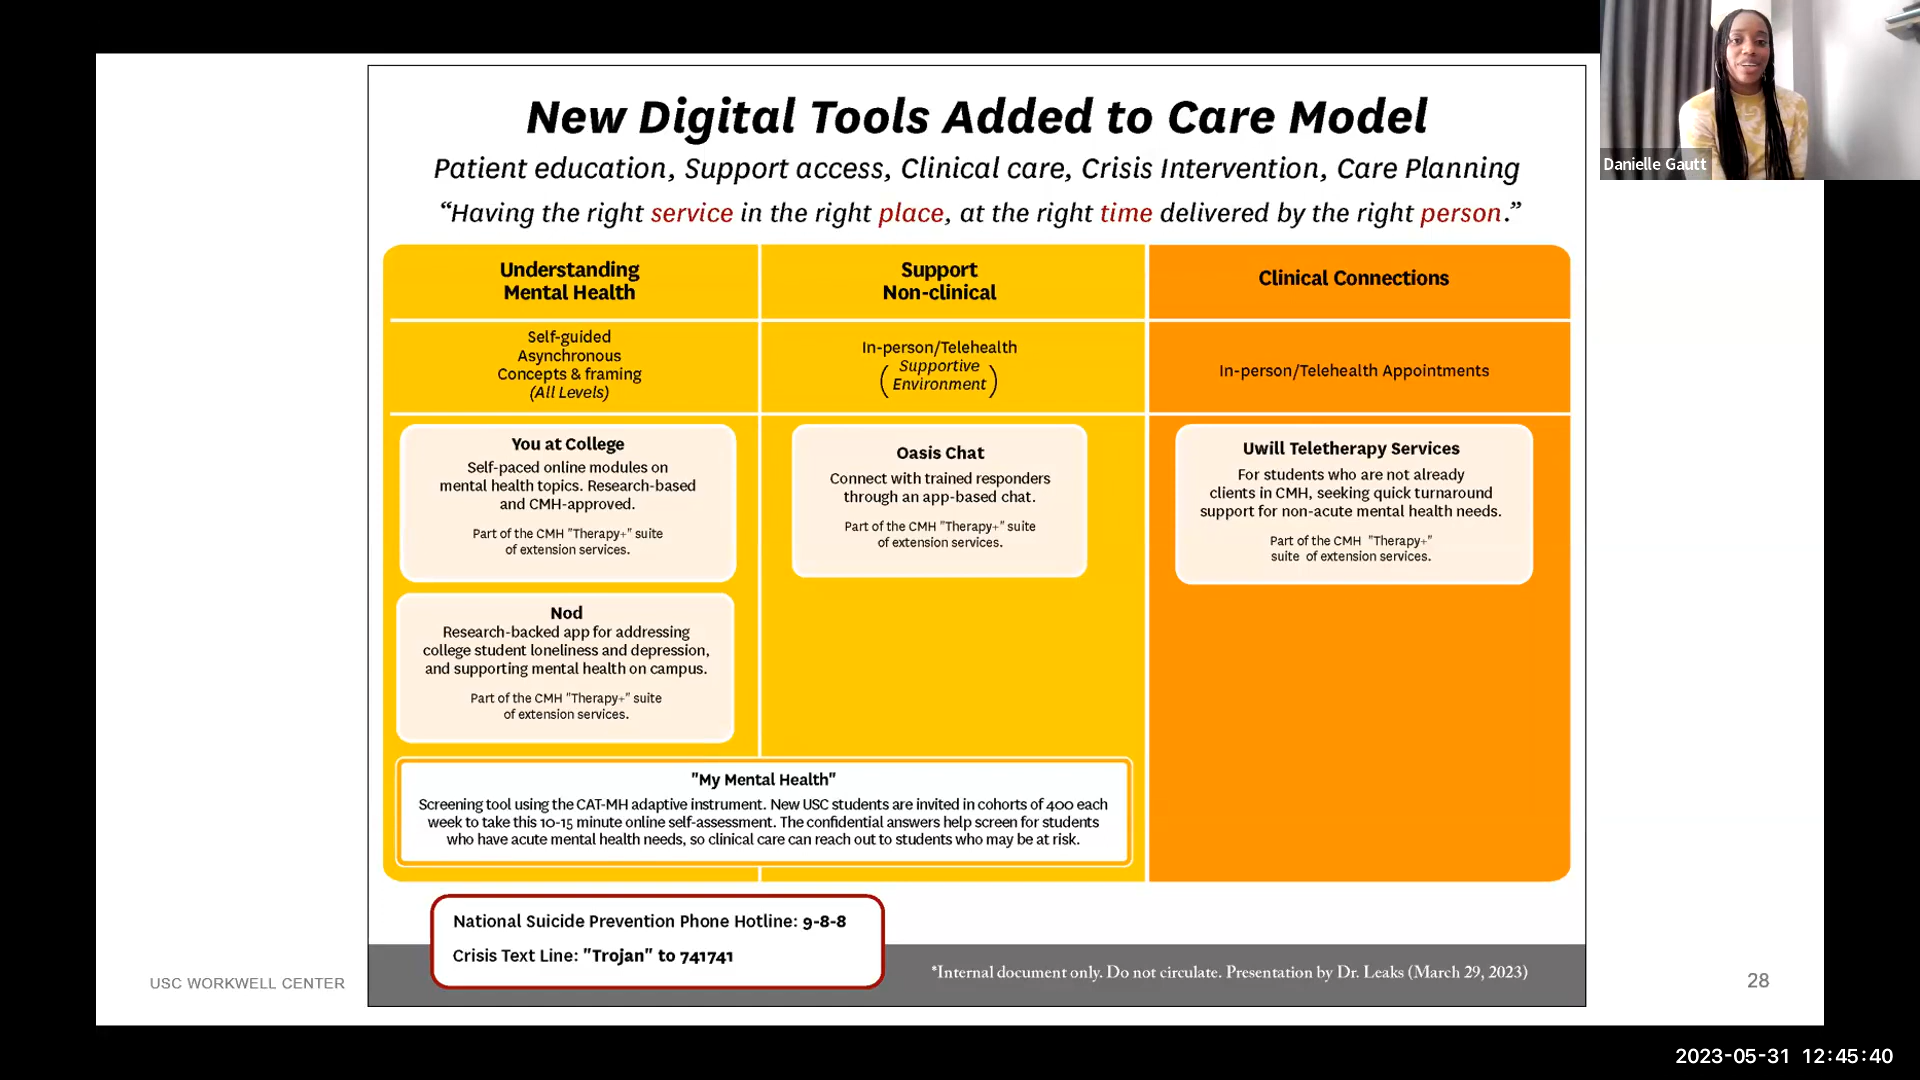 New Digital Tools Added to Care Model
Patient education, Support access, Clinical care, Crisis Intervention, Care Planning
“Having the right service in the right place, at the right time delivered by the right person.”
Understanding
Mental Health
Support
Non-clinical
Clinical Connections
Self-guided
Asynchronous
Concepts & framing
(All Levels)
In-person/Telehealth
(Supportive
Environment)
In-person/Telehealth Appointments
You at College
Self-paced online modules on
mental health topics. Research-based
and CMH-approved.
Part of the CMH "Therapy+" suite
of extension services.
Oasis Chat
Connect with trained responders
through an app-based chat.
Part of the CMH "Therapy+" suite
of extension services.
Uwill Teletherapy Services
For students who are not already
clients in CMH, seeking quick turnaround
support for non-acute mental health needs.
Part of the CMH "Therapy+"
suite of extension services.
Nod
Research-backed app for addressing
college student loneliness and depression,
and supporting mental health on campus.
Part of the CMH "Therapy+" suite
of extension services.
"My Mental Health"
Screening tool using the CAT-MH adaptive instrument. New USC students are invited in cohorts of 400 each
week to take this 10-15 minute online self-assessment. The confidential answers help screen for students
who have acute mental health needs, so clinical care can reach out to students who may be at risk.
National Suicide Prevention Phone Hotline: 9-8-8
Crisis Text Line: "Trojan" to 741741
*Internal document only. Do not circulate. Presentation by Dr. Leaks (March 29, 2023)
USC WORKWELL CENTER
28
Danielle Gautt
2023-05-31 12:45:40